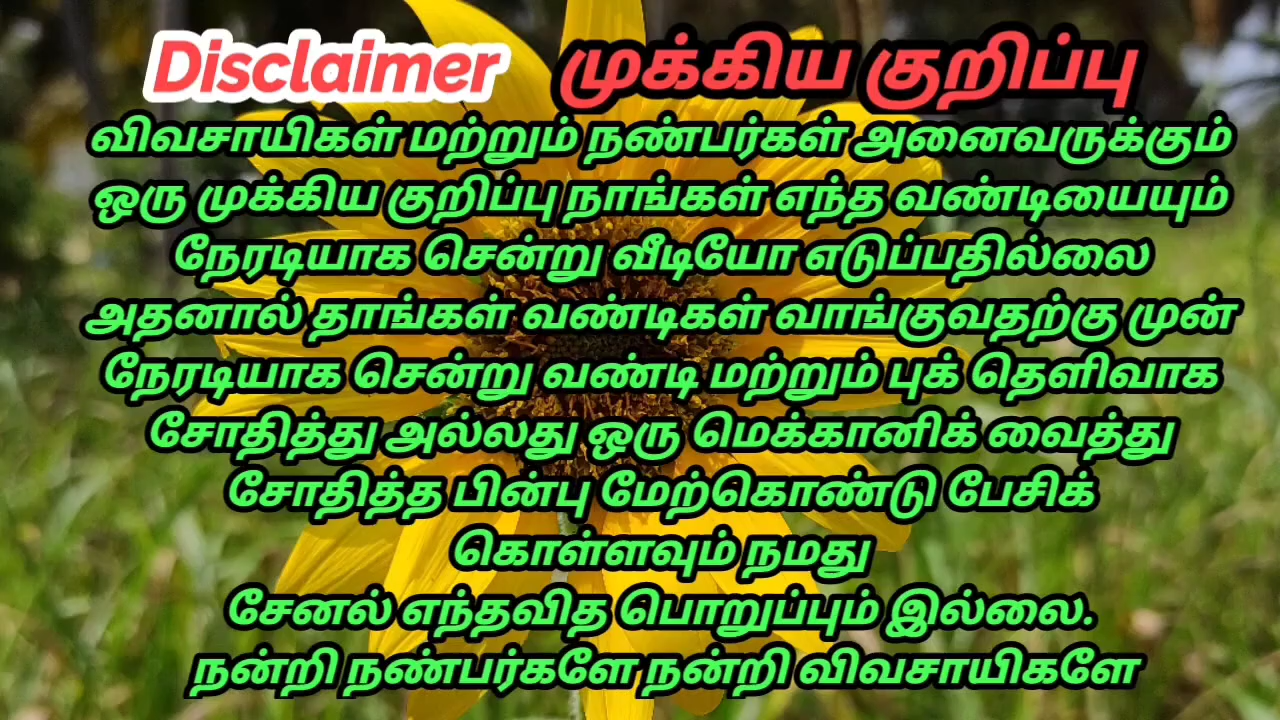 Disclaimer முக்கிய குறிப்பு
விவசாயிகள் மற்றும் நண்பர்கள் அனைவருக்கும்
ஒரு முக்கிய குறிப்பு நாங்கள் எந்த வண்டியையும்
நேரடியாக சென்று வீடியோ எடுப்பதில்லை
அதனால் தாங்கள் வண்டிகள் வாங்குவதற்கு முன்
நேரடியாக சென்று வண்டி மற்றும் புக் தெளிவாக
சோதித்து அல்லது ஒரு மெக்கானிக் வைத்து
சோதித்த பின்பு மேற்கொண்டு பேசிக்
கொள்ளவும் நமது
சேனல் எந்தவித பொறுப்பும் இல்லை.
நன்றி நண்பர்களே நன்றி விவசாயிகளே